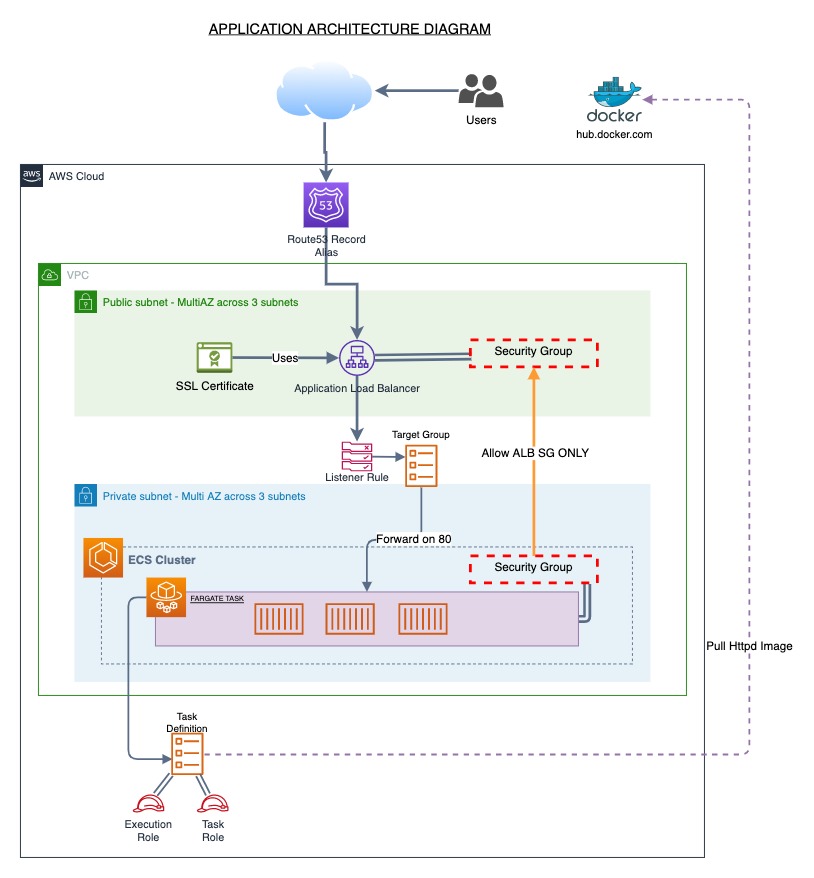 APPLICATION ARCHITECTURE DIAGRAM
Users
docker
hub.docker.com
aws
AWS Cloud
53
Route53 Record
Alias
VPC
Public subnet - MultiAZ across 3 subnets
Security Group
Uses
SSL Certificate
Application Load Balancer
Target Group
Allow ALB SG ONLY
Listener Rule
Private subnet - Multi AZ across 3 subnets
Forward on 80
ECS Cluster
Security Group
FARGATE TASK
Pull Httpd Image
Task
Definition
Execution
Role
Task
Role